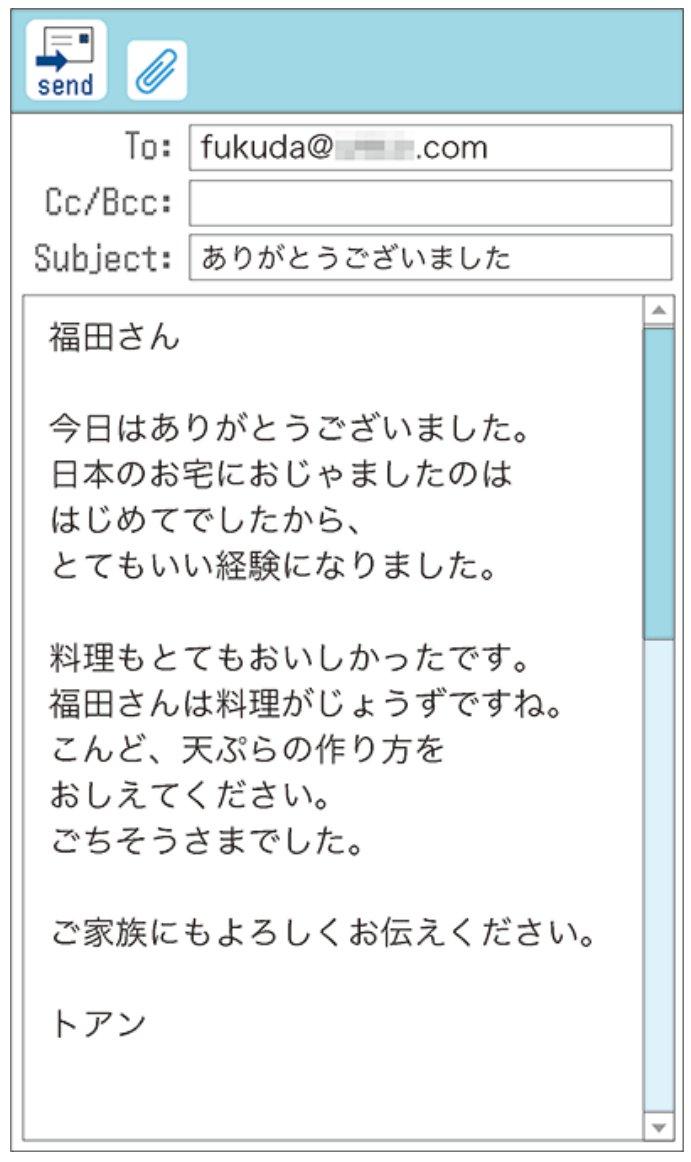 send
To: fukuda@ .com
Cc/Bcc:
Subject: ありがとうございました
福田さん
今日はありがとうございました。
日本のお宅におじゃましたのは
はじめてでしたから、
とてもいい経験になりました。
料理もとてもおいしかったです。
福田さんは料理がじょうずですね。
こんど、天ぷらの作り方を
おしえてください。
ごちそうさまでした。
ご家族にもよろしくお伝えください。
トアン